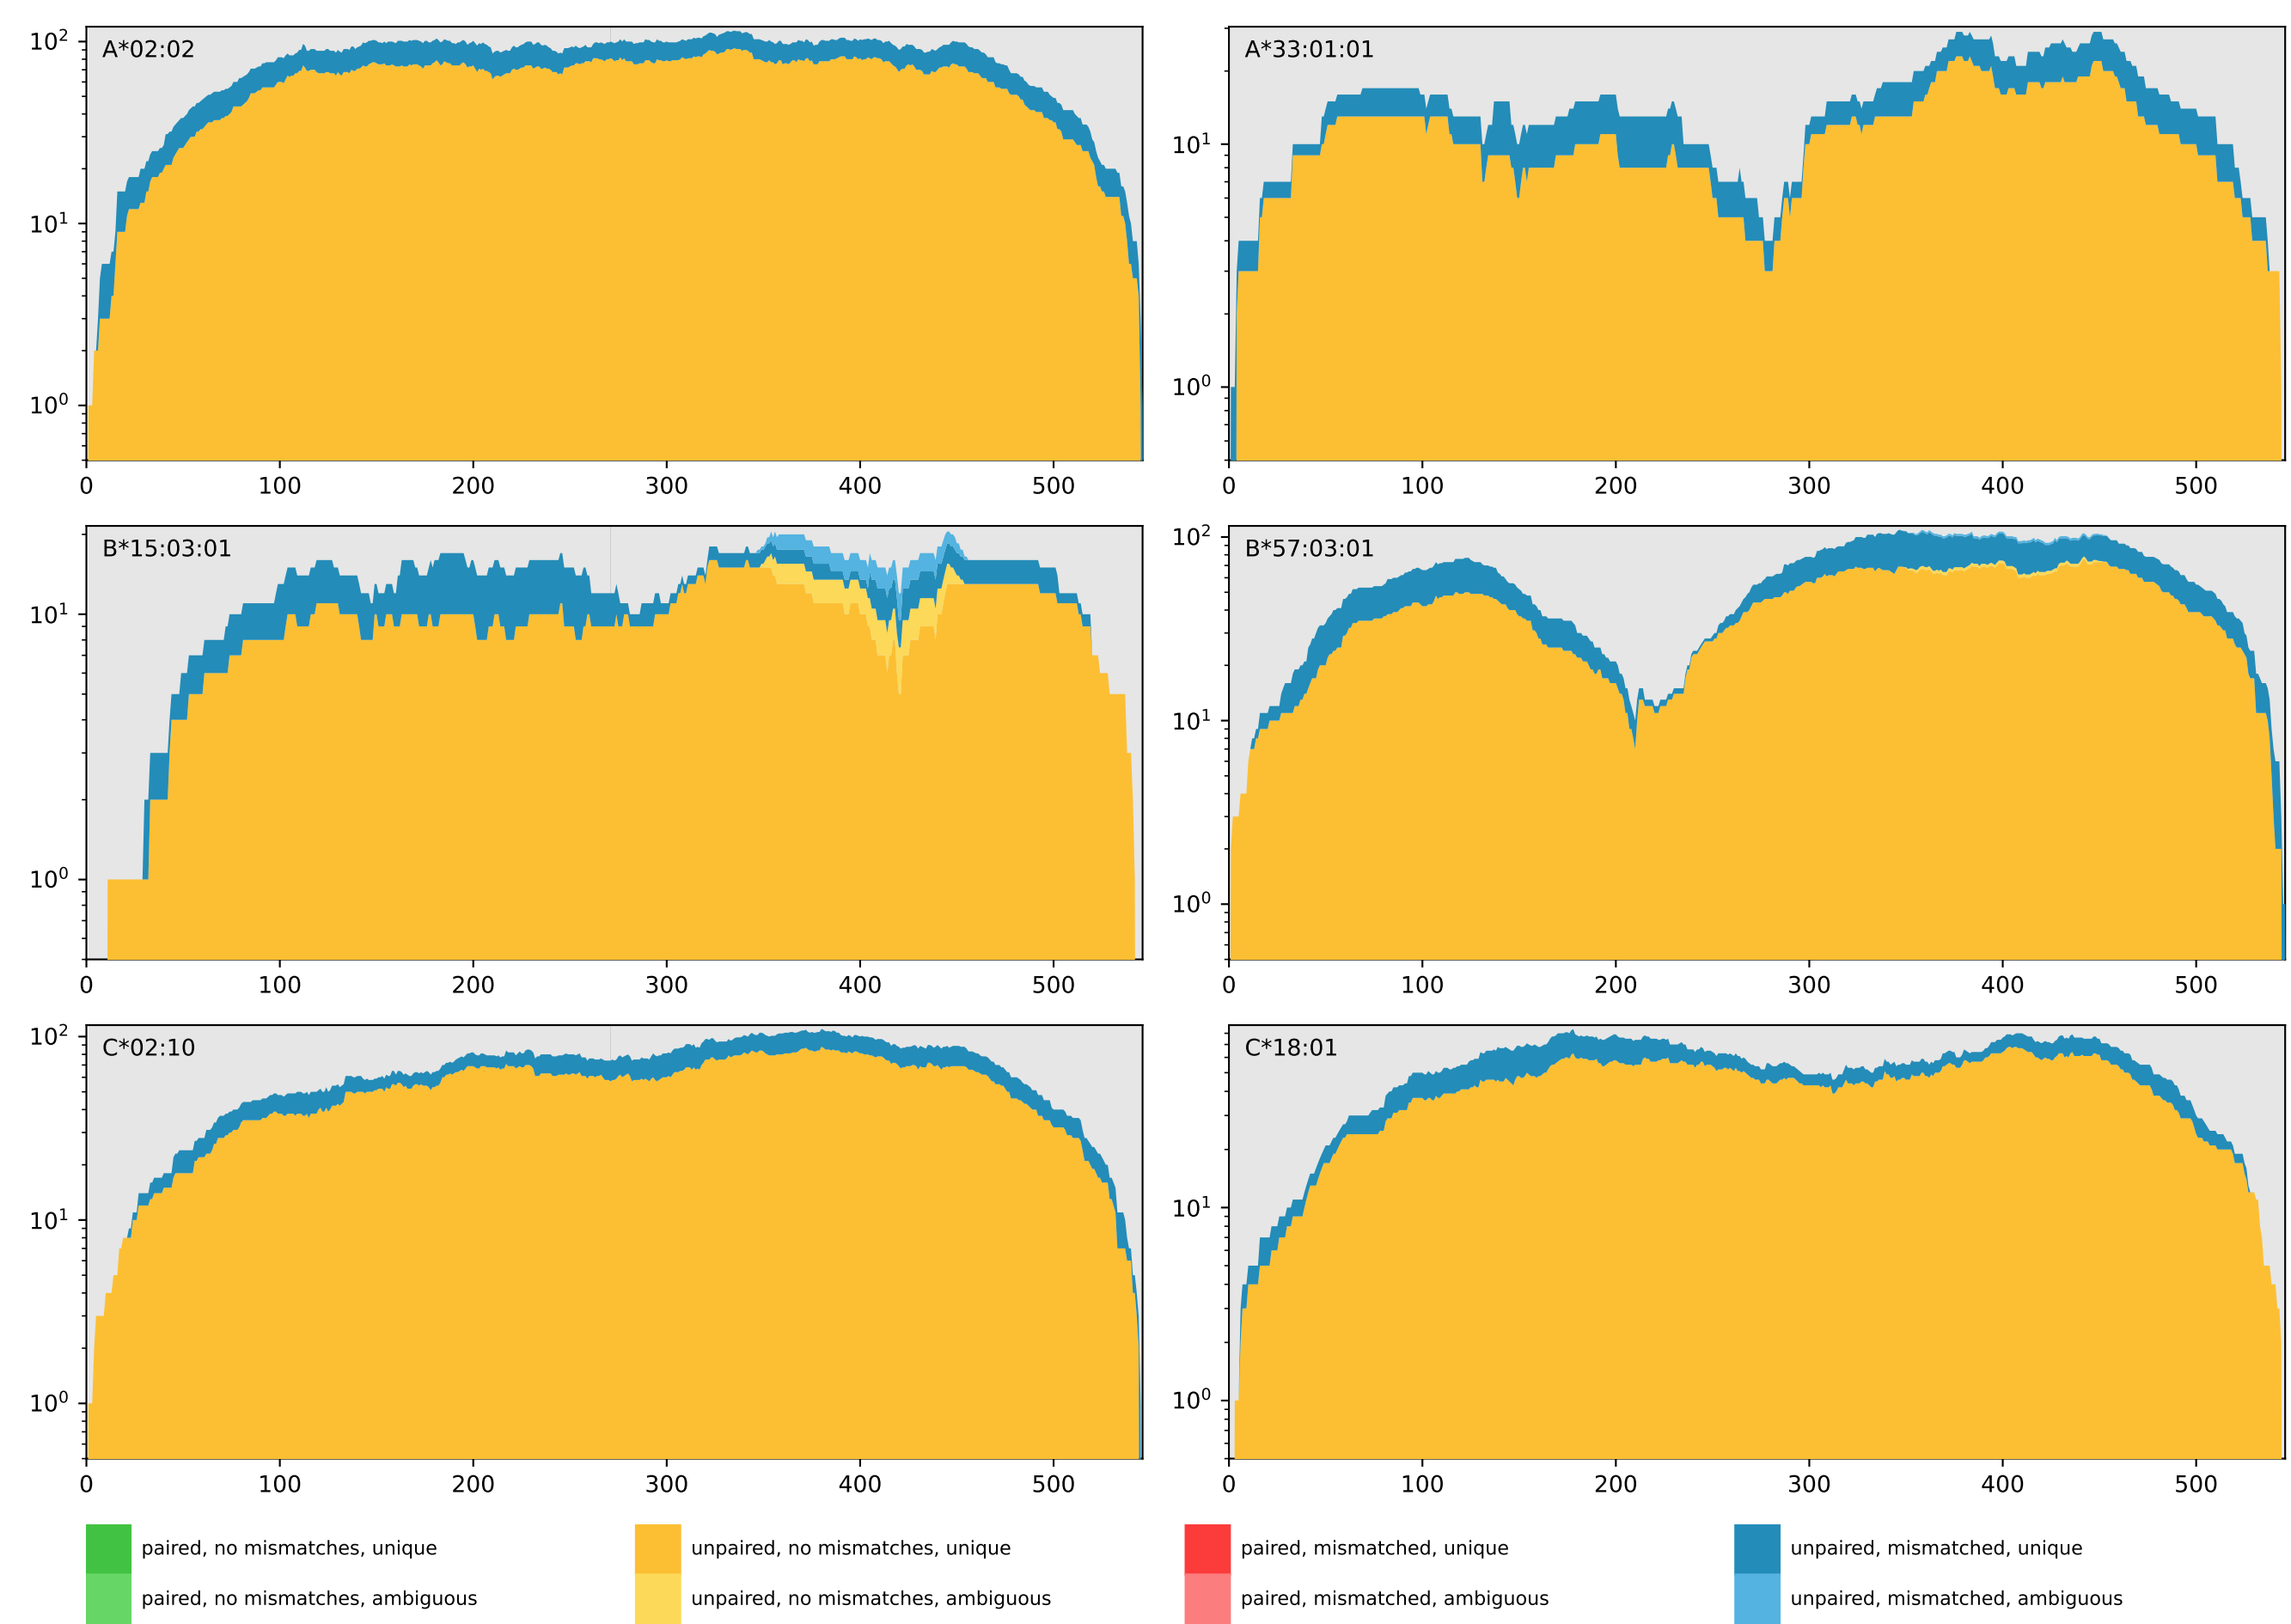 A*02:02
10²
10¹
10⁰
0 100 200 300 400 500
A*33:01:01
10¹
10⁰
0 100 200 300 400 500
B*15:03:01
10¹
10⁰
0 100 200 300 400 500
B*57:03:01
10²
10¹
10⁰
0 100 200 300 400 500
C*02:10
10²
10¹
10⁰
0 100 200 300 400 500
C*18:01
10¹
10⁰
0 100 200 300 400 500
paired, no mismatches, unique
paired, no mismatches, ambiguous
unpaired, no mismatches, unique
unpaired, no mismatches, ambiguous
paired, mismatched, unique
paired, mismatched, ambiguous
unpaired, mismatched, unique
unpaired, mismatched, ambiguous